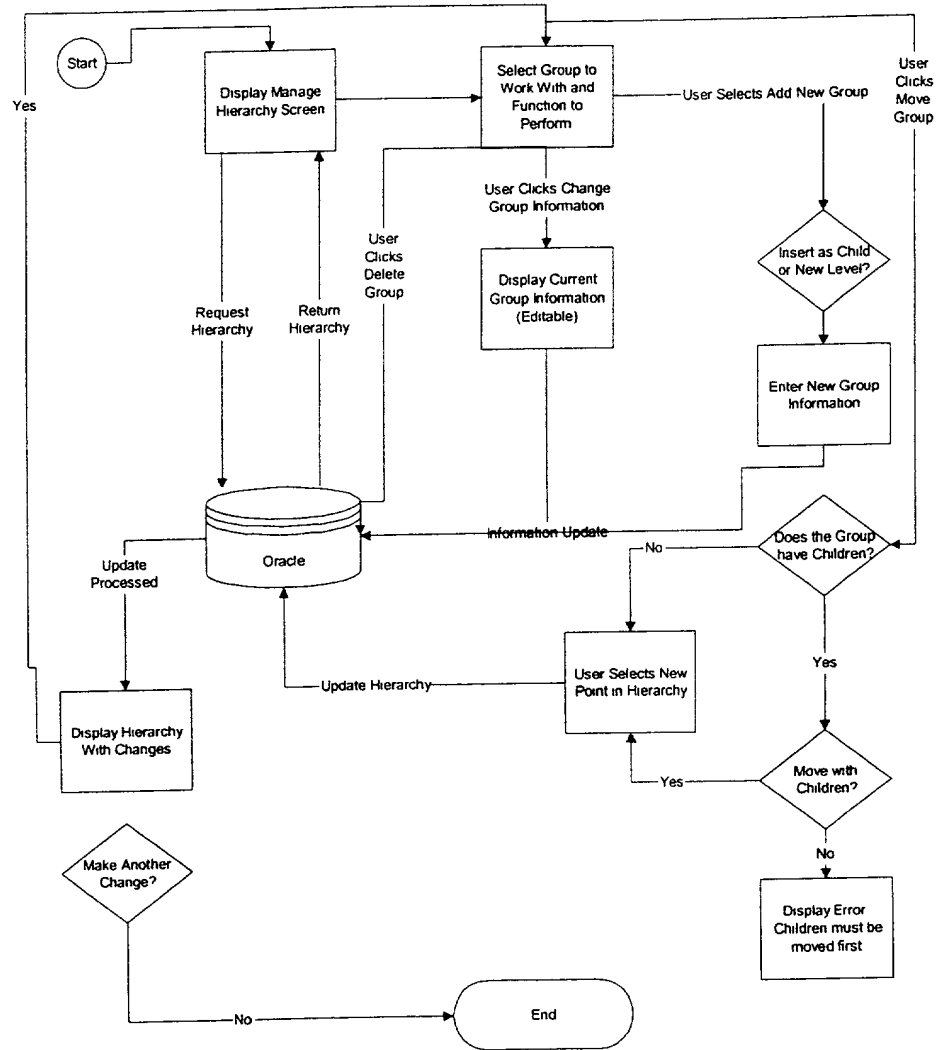 Start
Yes
Display Manage
Hierarchy Screen
Select Group to
Work With and
Function to
Perform
User Selects Add New Group
User
Clicks
Move
Group
User Clicks Change
Group Information
User
Clicks
Delete
Group
Insert as Child
or New Level?
Display Current
Group Information
(Editable)
Request
Hierarchy
Return
Hierarchy
Enter New Group
Information
Information Update
Oracle
Does the Group
have Children?
No
Update
Processed
Yes
User Selects New
Point in Hierarchy
Update Hierarchy
Display Hierarchy
With Changes
Yes
Move with
Children?
No
Make Another
Change?
Display Error
Children must be
moved first
No
End